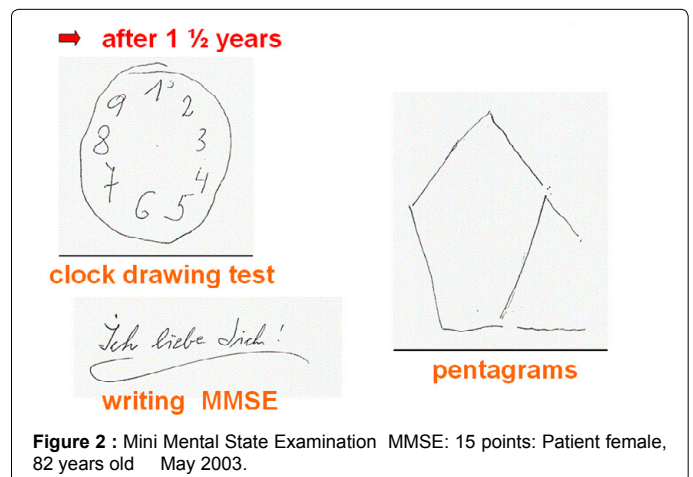 after 1 ½ years
9 1° 2
8 3
7 4
6 5
clock drawing test
Ich liebe dich!
writing MMSE
pentagrams
Figure 2 : Mini Mental State Examination MMSE: 15 points: Patient female,
82 years old May 2003.